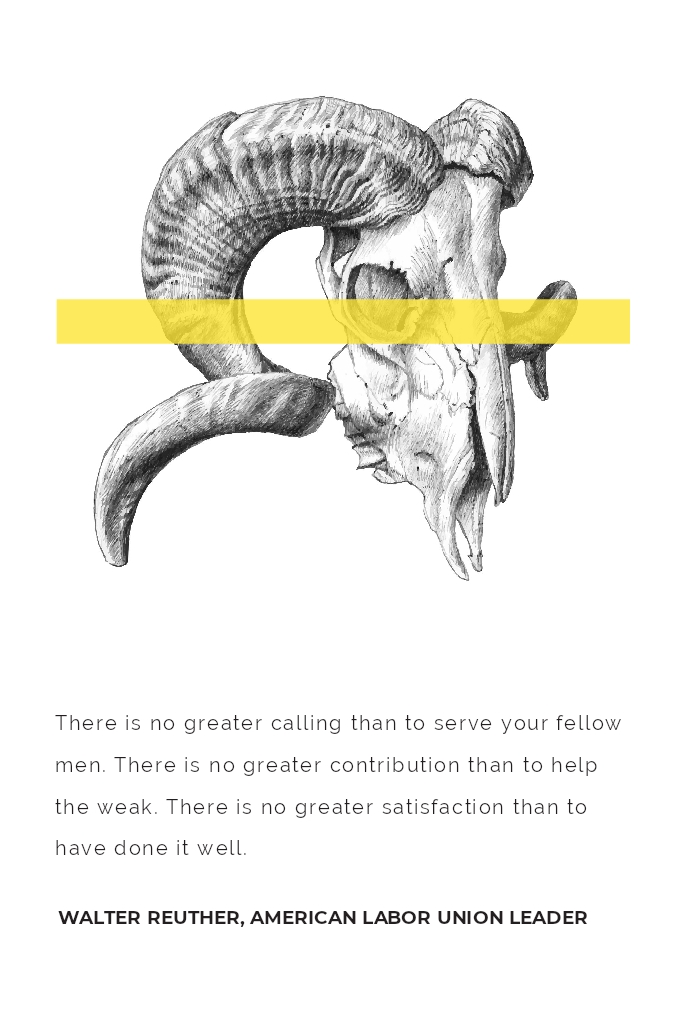 There is no greater calling than to serve your fellow
men. There is no greater contribution than to help
the weak. There is no greater satisfaction than to
have done it well.
WALTER REUTHER, AMERICAN LABOR UNION LEADER